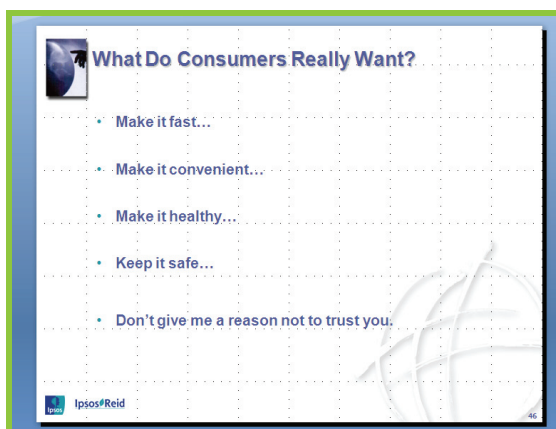 What Do Consumers Really Want?
• Make it fast…
• Make it convenient…
• Make it healthy…
• Keep it safe…
• Don't give me a reason not to trust you.
Ipsos
Ipsos Reid
46